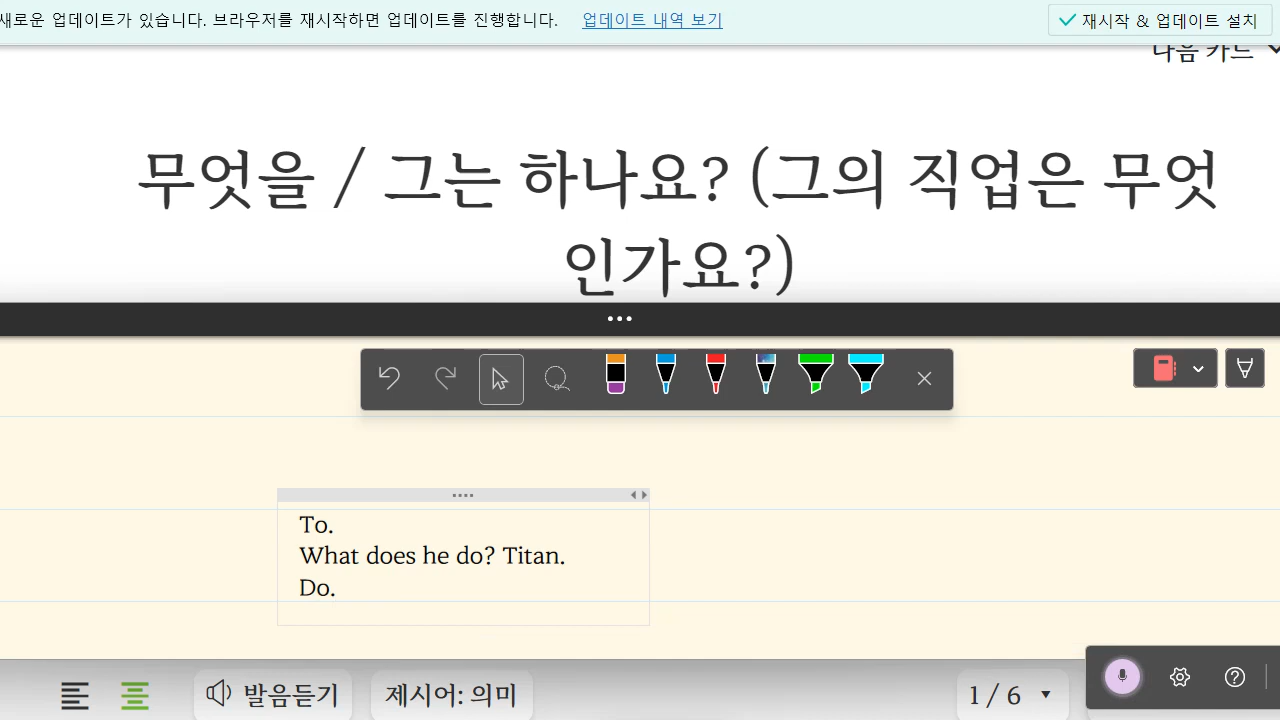 새로운 업데이트가 있습니다. 브라우저를 재시작하면 업데이트를 진행합니다. 업데이트 내역 보기 재시작 & 업데이트 설치
다음 카드
무엇을 / 그는 하나요? (그의 직업은 무엇
인가요?)
To.
What does he do? Titan.
Do.
발음듣기 제시어: 의미 1 / 6